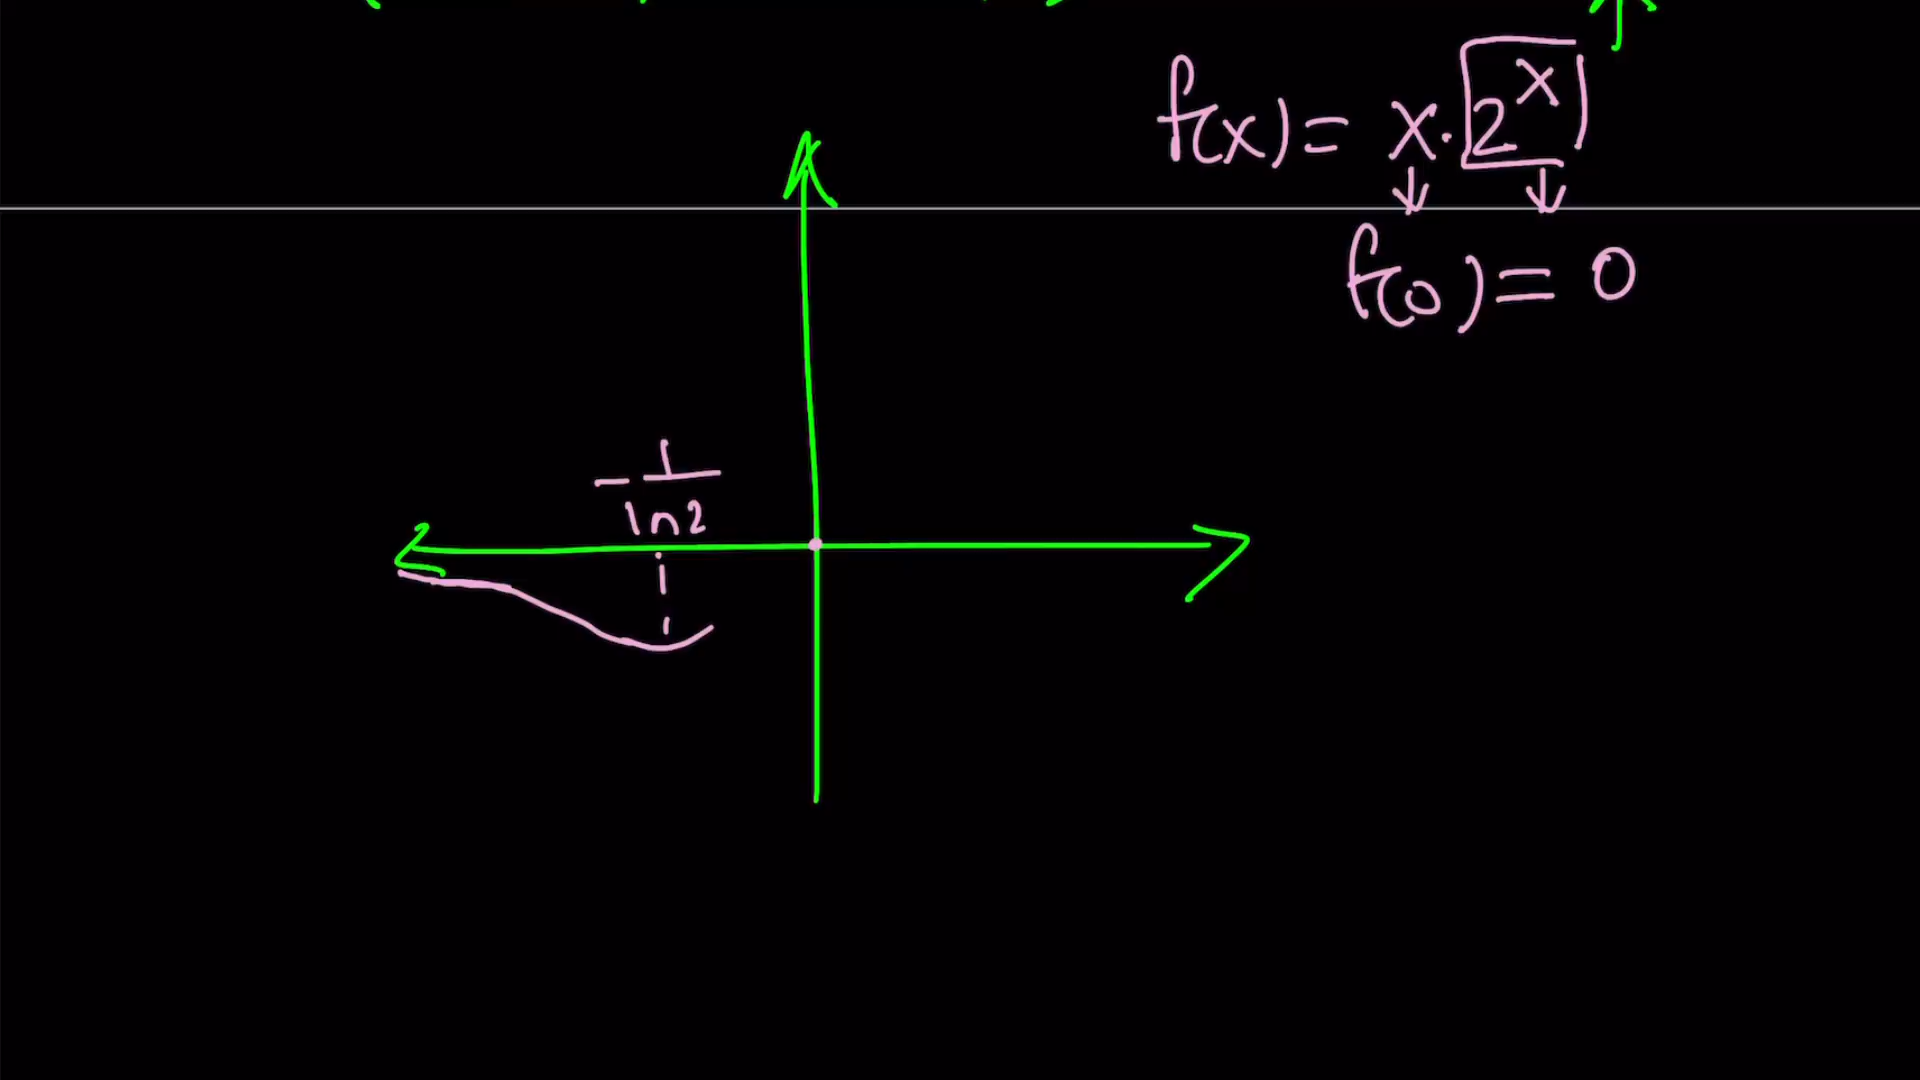 f(x) = x · 2^x
f(0) = 0
- 1/ln2